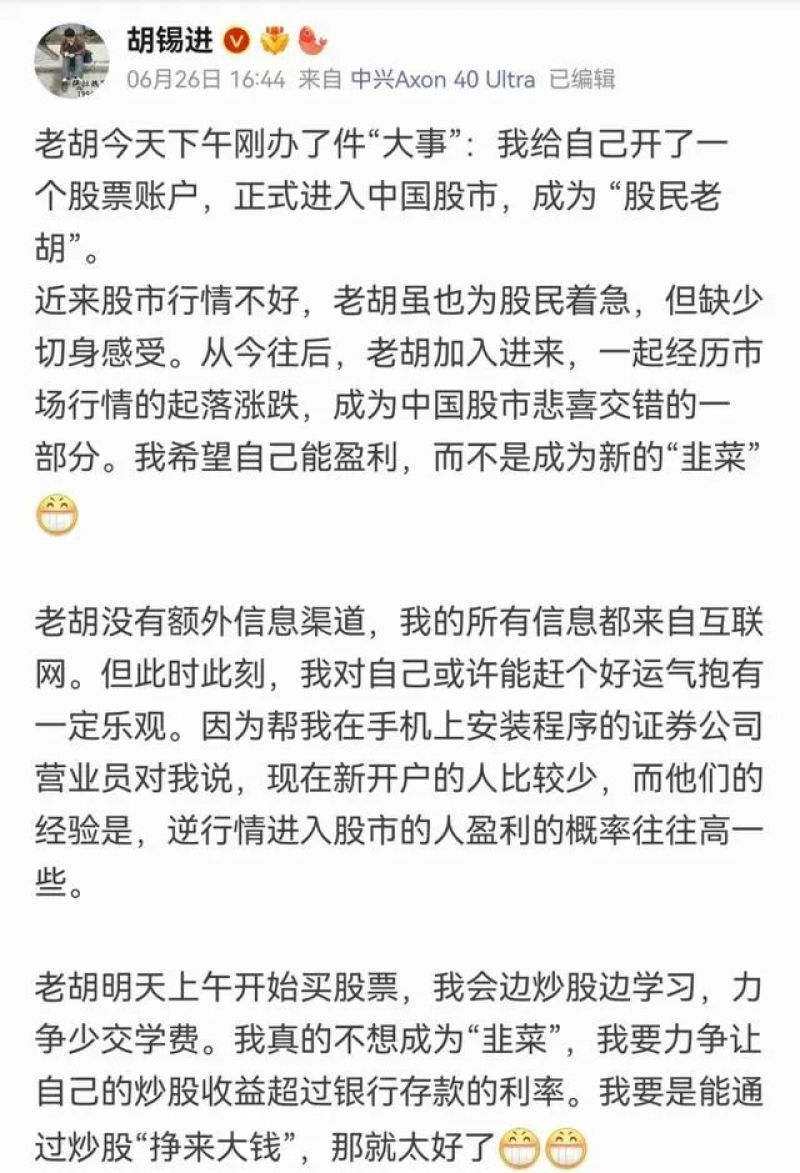 胡锡进
06月26日 16:44 来自 中兴Axon 40 Ultra 已编辑
老胡今天下午刚办了件“大事”：我给自己开了一
个股票账户，正式进入中国股市，成为 “股民老
胡”。
近来股市行情不好，老胡虽也为股民着急，但缺少
切身感受。从今往后，老胡加入进来，一起经历市
场行情的起落涨跌，成为中国股市悲喜交错的一
部分。我希望自己能盈利，而不是成为新的“韭菜”
老胡没有额外信息渠道，我的所有信息都来自互联
网。但此时此刻，我对自己或许能赶个好运气抱有
一定乐观。因为帮我在手机上安装程序的证券公司
营业员对我说，现在新开户的人比较少，而他们的
经验是，逆行情进入股市的人盈利的概率往往高一
些。
老胡明天上午开始买股票，我会边炒股边学习，力
争少交学费。我真的不想成为“韭菜”，我要力争让
自己的炒股收益超过银行存款的利率。我要是能通
过炒股“挣来大钱”，那就太好了